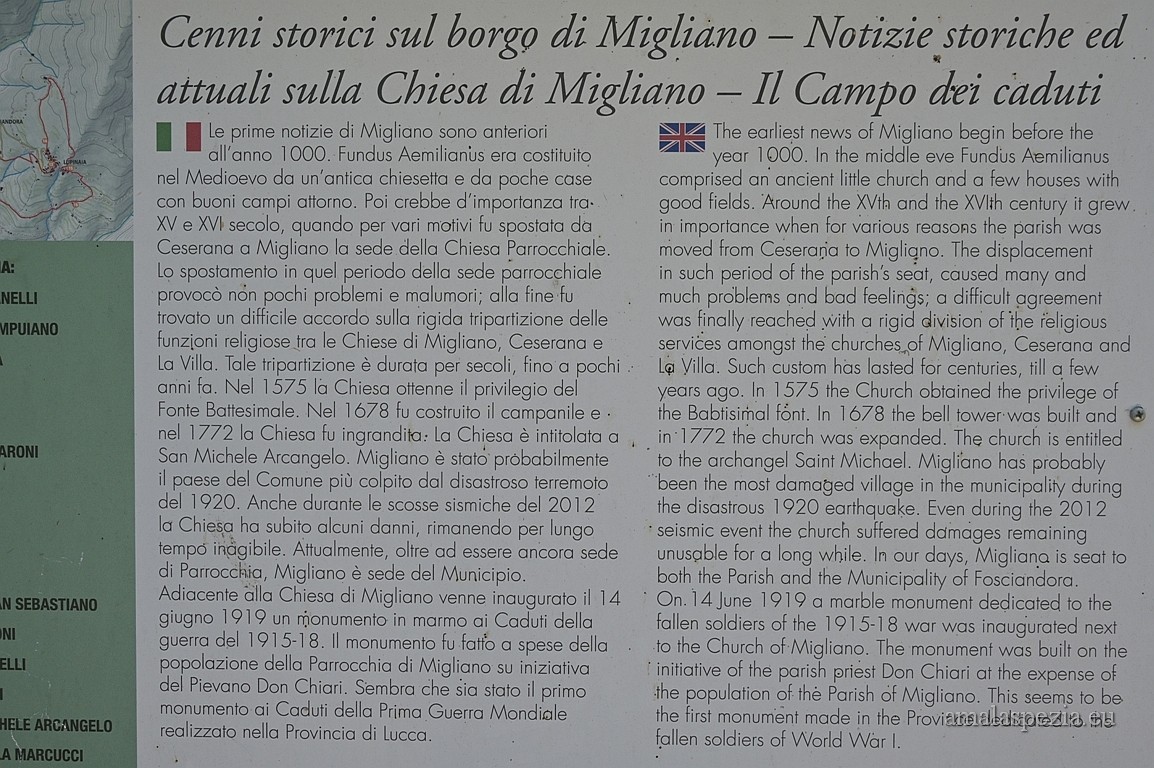 Cenni storici sul borgo di Migliano – Notizie storiche ed
attuali sulla Chiesa di Migliano – Il Campo dei caduti
Le prime notizie di Migliano sono anteriori
all'anno 1000. Fundus Aemilianus era costituito
nel Medioevo da un'antica chiesetta e da poche case
con buoni campi attorno. Poi crebbe d'importanza tra
XV e XVI secolo, quando per vari motivi fu spostata da
Ceserana a Migliano la sede della Chiesa Parrocchiale.
Lo spostamento in quel periodo della sede parrocchiale
provocò non pochi problemi e malumori; alla fine fu
trovato un difficile accordo sulla rigida tripartizione delle
funzioni religiose tra le Chiese di Migliano, Ceserana e
La Villa. Tale tripartizione è durata per secoli, fino a pochi
anni fa. Nel 1575 la Chiesa ottenne il privilegio del
Fonte Battesimale. Nel 1678 fu costruito il campanile e
nel 1772 la Chiesa fu ingrandita. La Chiesa è intitolata a
San Michele Arcangelo. Migliano è stato probabilmente
il paese del Comune più colpito dal disastroso terremoto
del 1920. Anche durante le scosse sismiche del 2012
la Chiesa ha subito alcuni danni, rimanendo per lungo
tempo inagibile. Attualmente, oltre ad essere ancora sede
di Parrocchia, Migliano è sede del Municipio.
Adiacente alla Chiesa di Migliano venne inaugurato il 14
giugno 1919 un monumento in marmo ai Caduti della
guerra del 1915-18. Il monumento fu fatto a spese della
popolazione della Parrocchia di Migliano su iniziativa
del Pievano Don Chiari. Sembra che sia stato il primo
monumento ai Caduti della Prima Guerra Mondiale
realizzato nella Provincia di Lucca.
The earliest news of Migliano begin before the
year 1000. In the middle eve Fundus Aemilianus
comprised an ancient little church and a few houses with
good fields. Around the XVth and the XVIth century it grew
in importance when for various reasons the parish was
moved from Ceserana to Migliano. The displacement
in such period of the parish's seat, caused many and
much problems and bad feelings; a difficult agreement
was finally reached with a rigid division of the religious
services amongst the churches of Migliano, Ceserana and
La Villa. Such custom has lasted for centuries, till a few
years ago. In 1575 the Church obtained the privilege of
the Babtisimal font. In 1678 the bell tower was built and
in 1772 the church was expanded. The church is entitled
to the archangel Saint Michael. Migliano has probably
been the most damaged village in the municipality during
the disastrous 1920 earthquake. Even during the 2012
seismic event the church suffered damages remaining
unusable for a long while. In our days, Migliano is seat to
both the Parish and the Municipality of Fosciandora.
On 14 June 1919 a marble monument dedicated to the
fallen soldiers of the 1915-18 war was inaugurated next
to the Church of Migliano. The monument was built on the
initiative of the parish priest Don Chiari at the expense of
the population of the Parish of Migliano. This seems to be
the first monument made in the
fallen soldiers of World War I.
LUPINAIA
IA:
ANELLI
MPUIANO
A
ARONI
AN SEBASTIANO
ONI
ELLI
I
HELE ARCANGELO
LA MARCUCCI
amalaspezia.eu